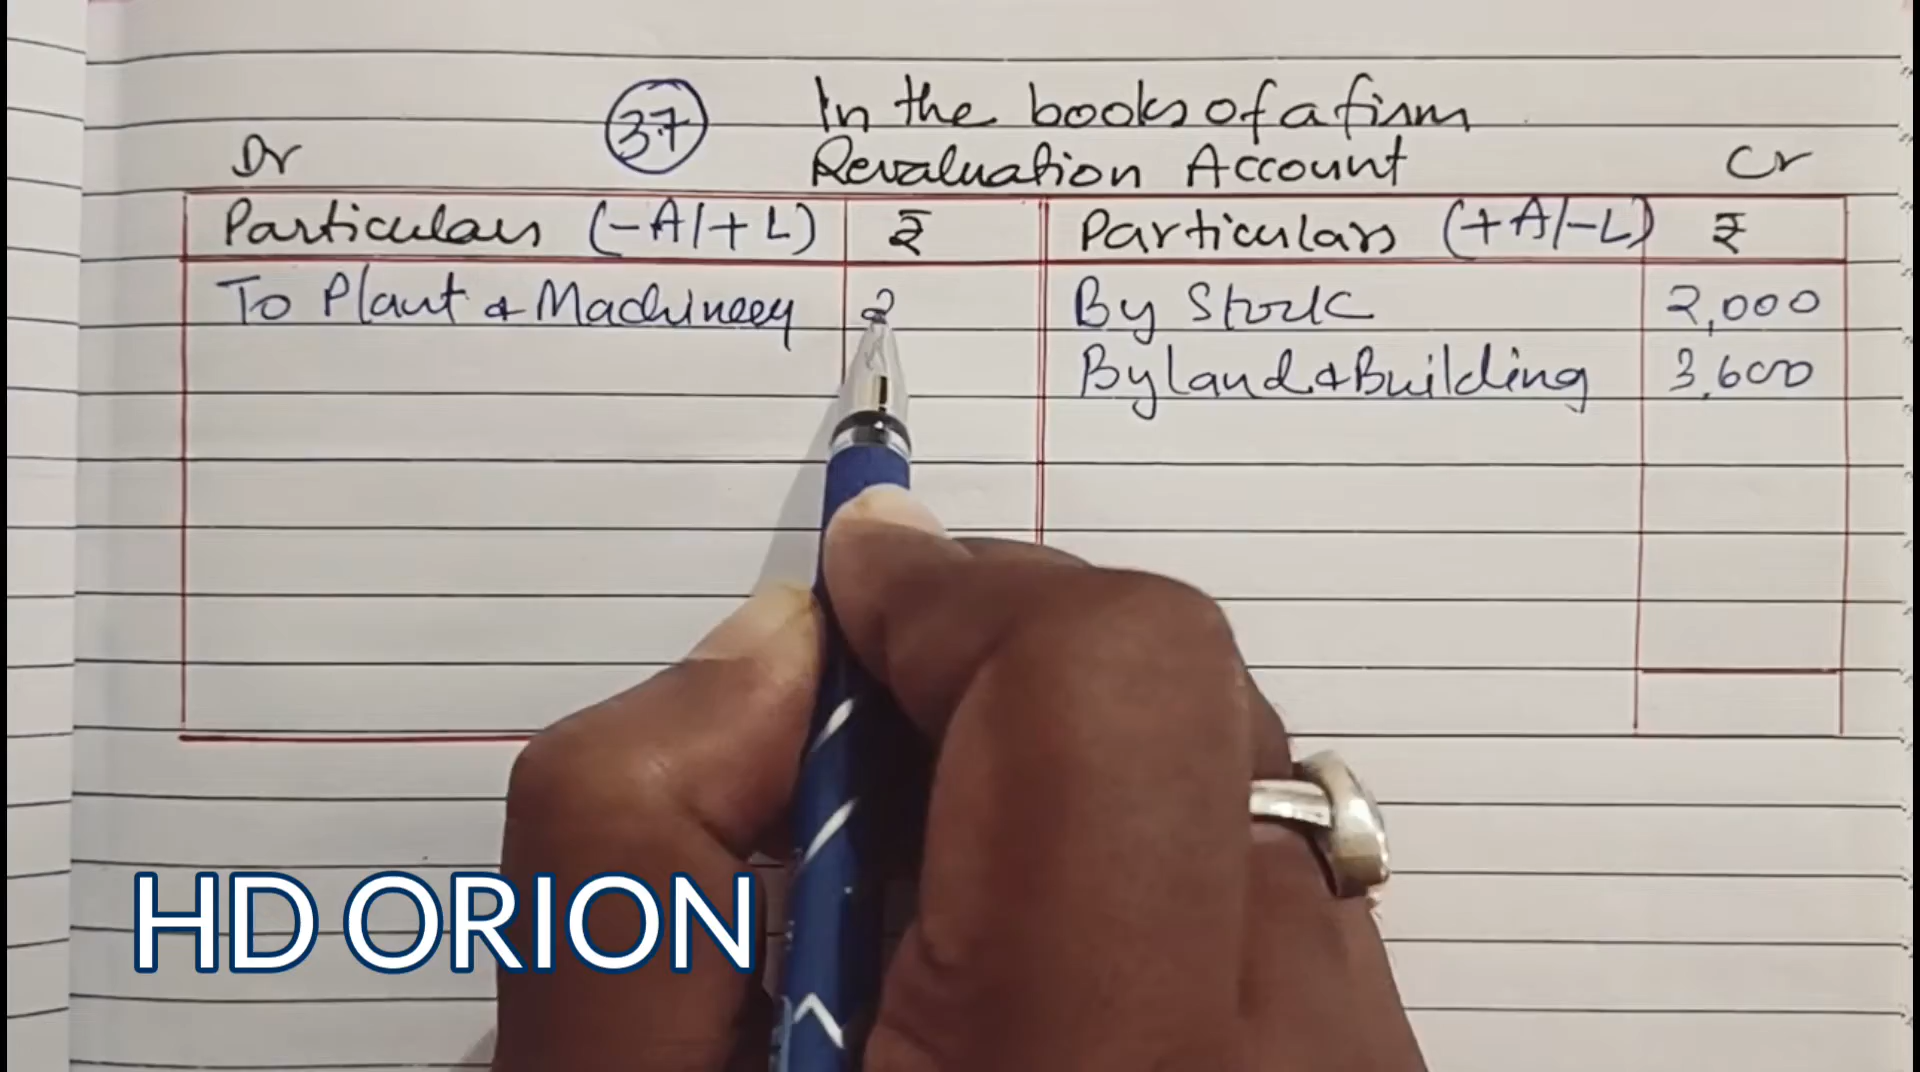 37 In the books of a firm
Dr Revaluation Account Cr
Particulars (-A/+L) ₹ Particulars (+A/-L) ₹
To Plant & Machinery 2 By Stock 2,000
By land & Building 3,600
HD ORION